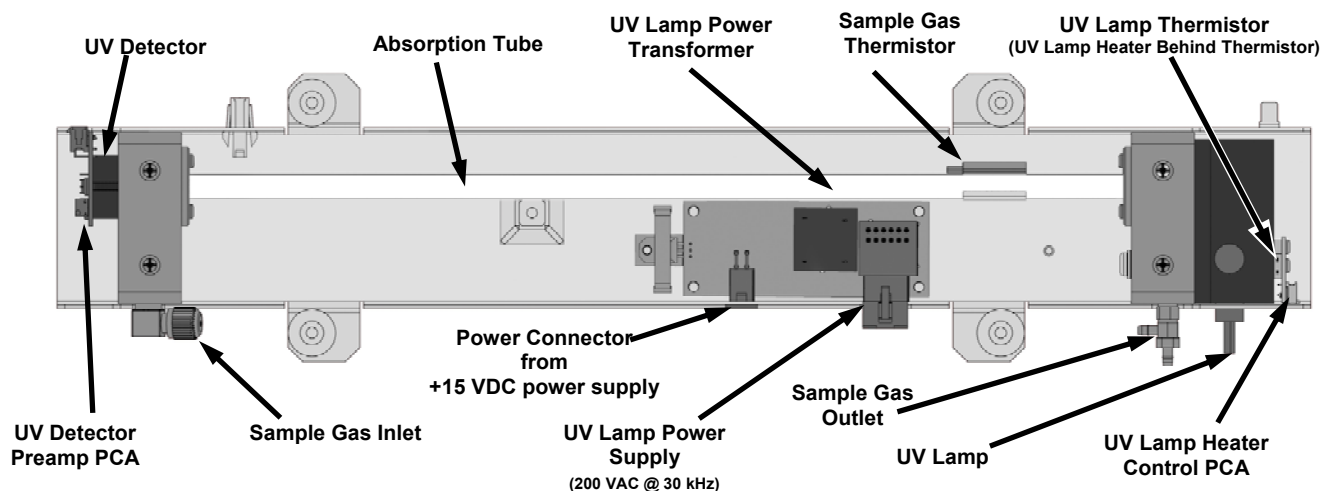 UV Detector
Absorption Tube
UV Lamp Power
Transformer
Sample Gas
Thermistor
UV Lamp Thermistor
(UV Lamp Heater Behind Thermistor)
Power Connector
from
+15 VDC power supply
UV Detector
Preamp PCA
Sample Gas Inlet
UV Lamp Power
Supply
(200 VAC @ 30 kHz)
Sample Gas
Outlet
UV Lamp
UV Lamp Heater
Control PCA